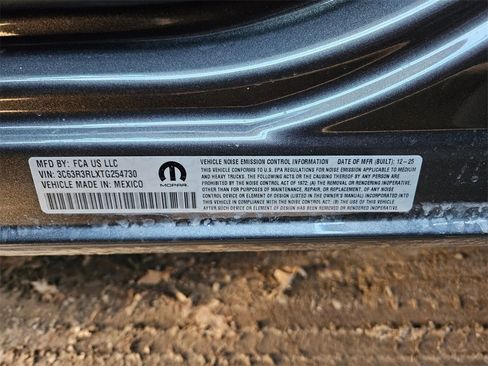 MFD BY: FCA US LLC
VIN: 3C63R3RLXTG254730
VEHICLE MADE IN: MEXICO
MOPAR
VEHICLE NOISE EMISSION CONTROL INFORMATION DATE OF MFR (BUILT): 12-25
THIS VEHICLE CONFORMS TO U.S. EPA REGULATIONS FOR NOISE EMISSION APPLICABLE TO MEDIUM
AND HEAVY TRUCKS. THE FOLLOWING ACTS OR CAUSING THEREOF BY ANY PERSON ARE
PROHIBITED BY THE NOISE CONTROL ACT OF 1972: (A) THE REMOVAL OR RENDERING INOPERATIVE,
OTHER THAN FOR PURPOSES OF MAINTENANCE, REPAIR, OR REPLACEMENT, OF ANY NOISE CONTROL
DEVICE OR ELEMENT OF DESIGN (LISTED IN THE OWNER'S MANUAL) INCORPORATED INTO
THIS VEHICLE IN COMPLIANCE WITH THE NOISE CONTROL ACT: (B) THE USE OF THIS VEHICLE
AFTER SUCH DEVICE OR ELEMENT OF DESIGN HAS BEEN REMOVED OR RENDERED INOPERATIVE.